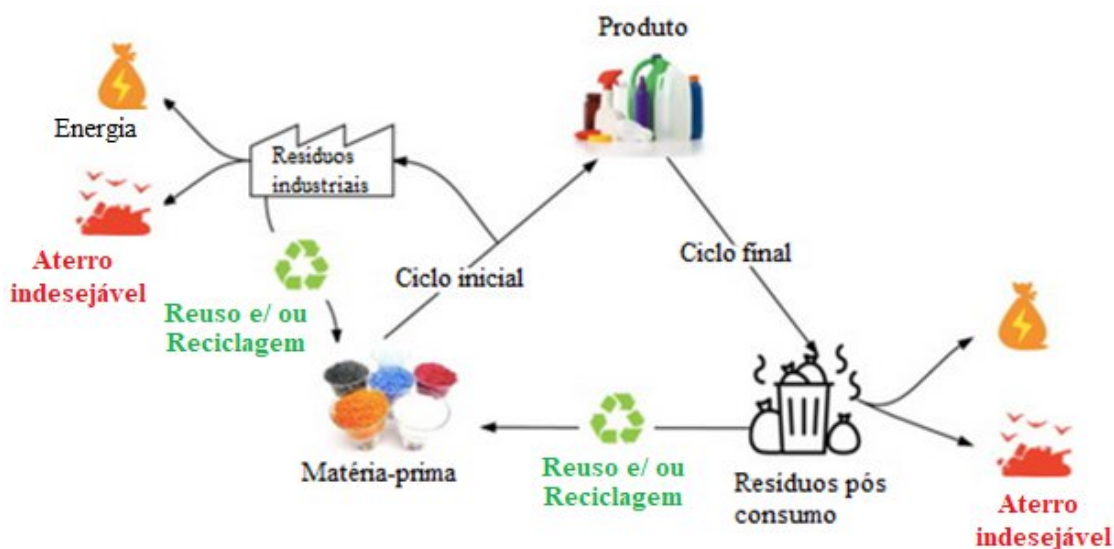 Produto
Energia
Resíduos
industriais
Aterro
indesejável
Ciclo inicial
Ciclo final
Reuso e/ ou
Reciclagem
Matéria-prima
Reuso e/ ou
Reciclagem
Resíduos pós
consumo
Aterro
indesejável